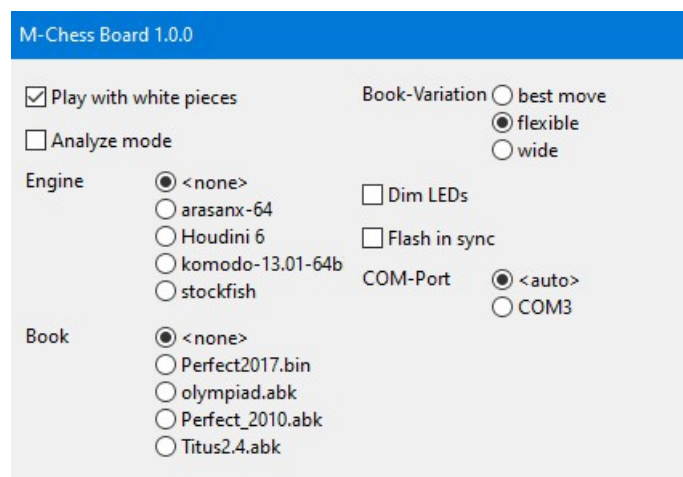 M-Chess Board 1.0.0
Play with white pieces
Analyze mode
Engine
<none>
arasanx-64
Houdini 6
komodo-13.01-64b
stockfish
Book
<none>
Perfect2017.bin
olympiad.abk
Perfect_2010.abk
Titus2.4.abk
Book-Variation
best move
flexible
wide
Dim LEDs
Flash in sync
COM-Port
<auto>
COM3